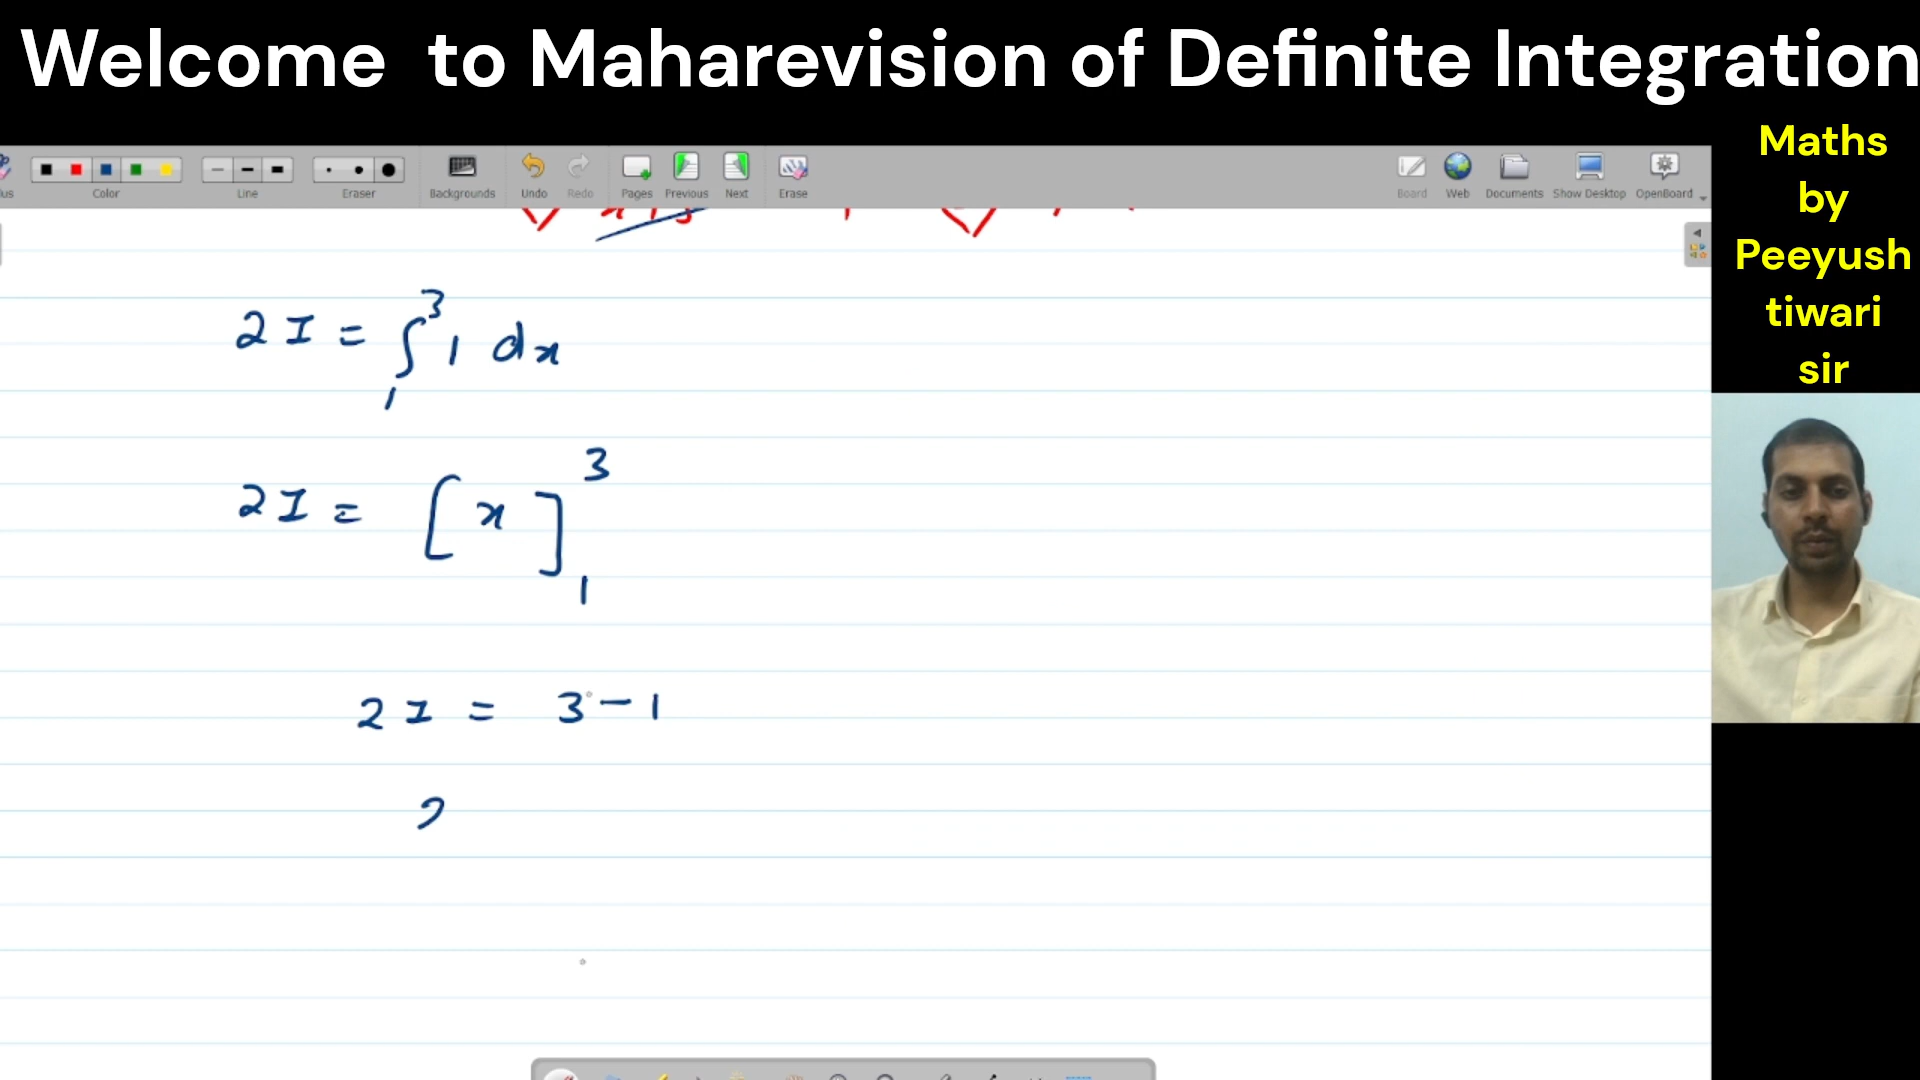 Welcome to Maharevision of Definite Integration
Maths
by
Peeyush
tiwari
sir
Color
Line
Eraser
Backgrounds
Undo
Redo
Pages
Previous
Next
Erase
Board
Web
Documents
Show Desktop
OpenBoard
2I = ∫₁³ 1 dx
2I = [x]₁³
2I = 3 - 1
2